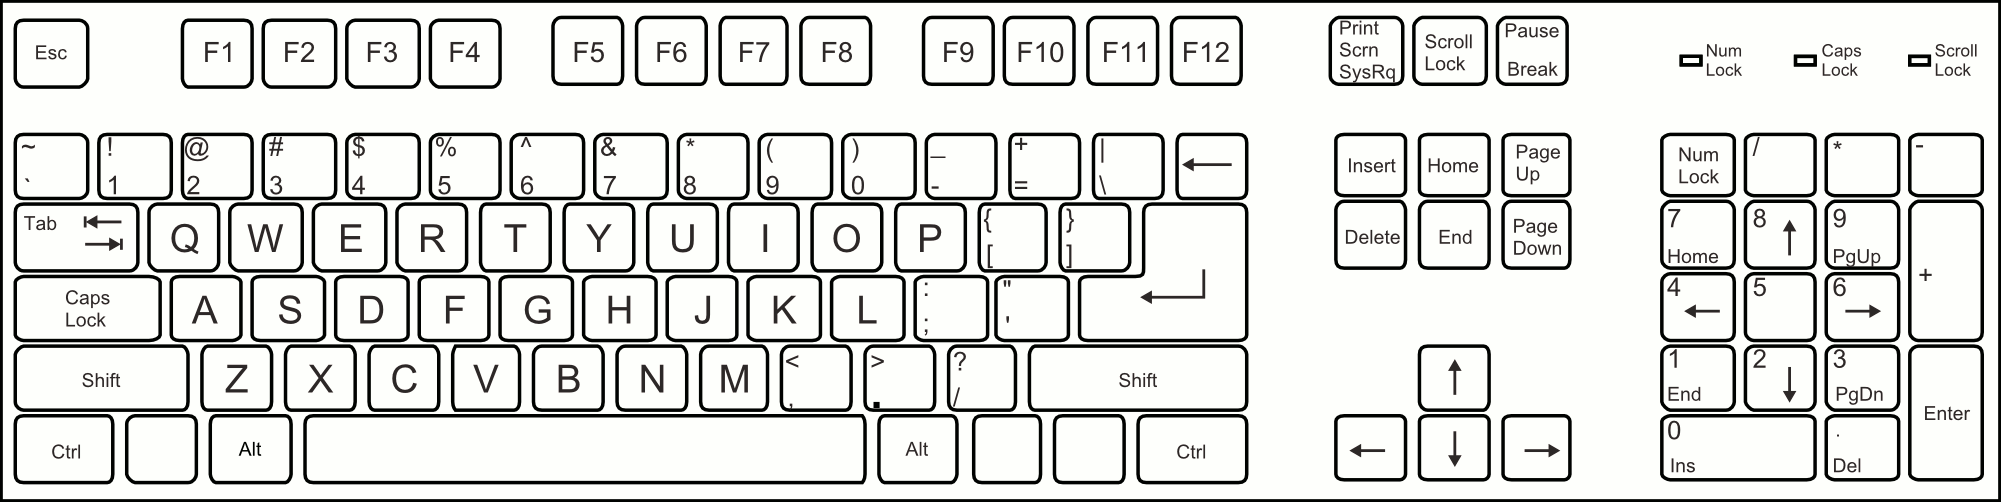 Esc F1 F2 F3 F4 F5 F6 F7 F8 F9 F10 F11 F12
Print
Scrn
SysRq
Scroll
Lock
Pause
Break
Num
Lock
Caps
Lock
Scroll
Lock
~ ! @ # $ % ^ & * ( ) _ + |
` 1 2 3 4 5 6 7 8 9 0 - = \ ←
Insert Home
Page
Up
Num
Lock
/ * -
Tab Q W E R T Y U I O P
{ }
[ ]
Delete End
Page
Down
7 8 ↑ 9
Home PgUp
+
Caps
Lock
A S D F G H J K L
: "
; '
4 ← 5 6 →
Shift Z X C V B N M
< > ?
, . /
Shift
↑
1 2 ↓ 3
End PgDn
Enter
Ctrl Alt Alt Ctrl
← ↓ →
0 .
Ins Del